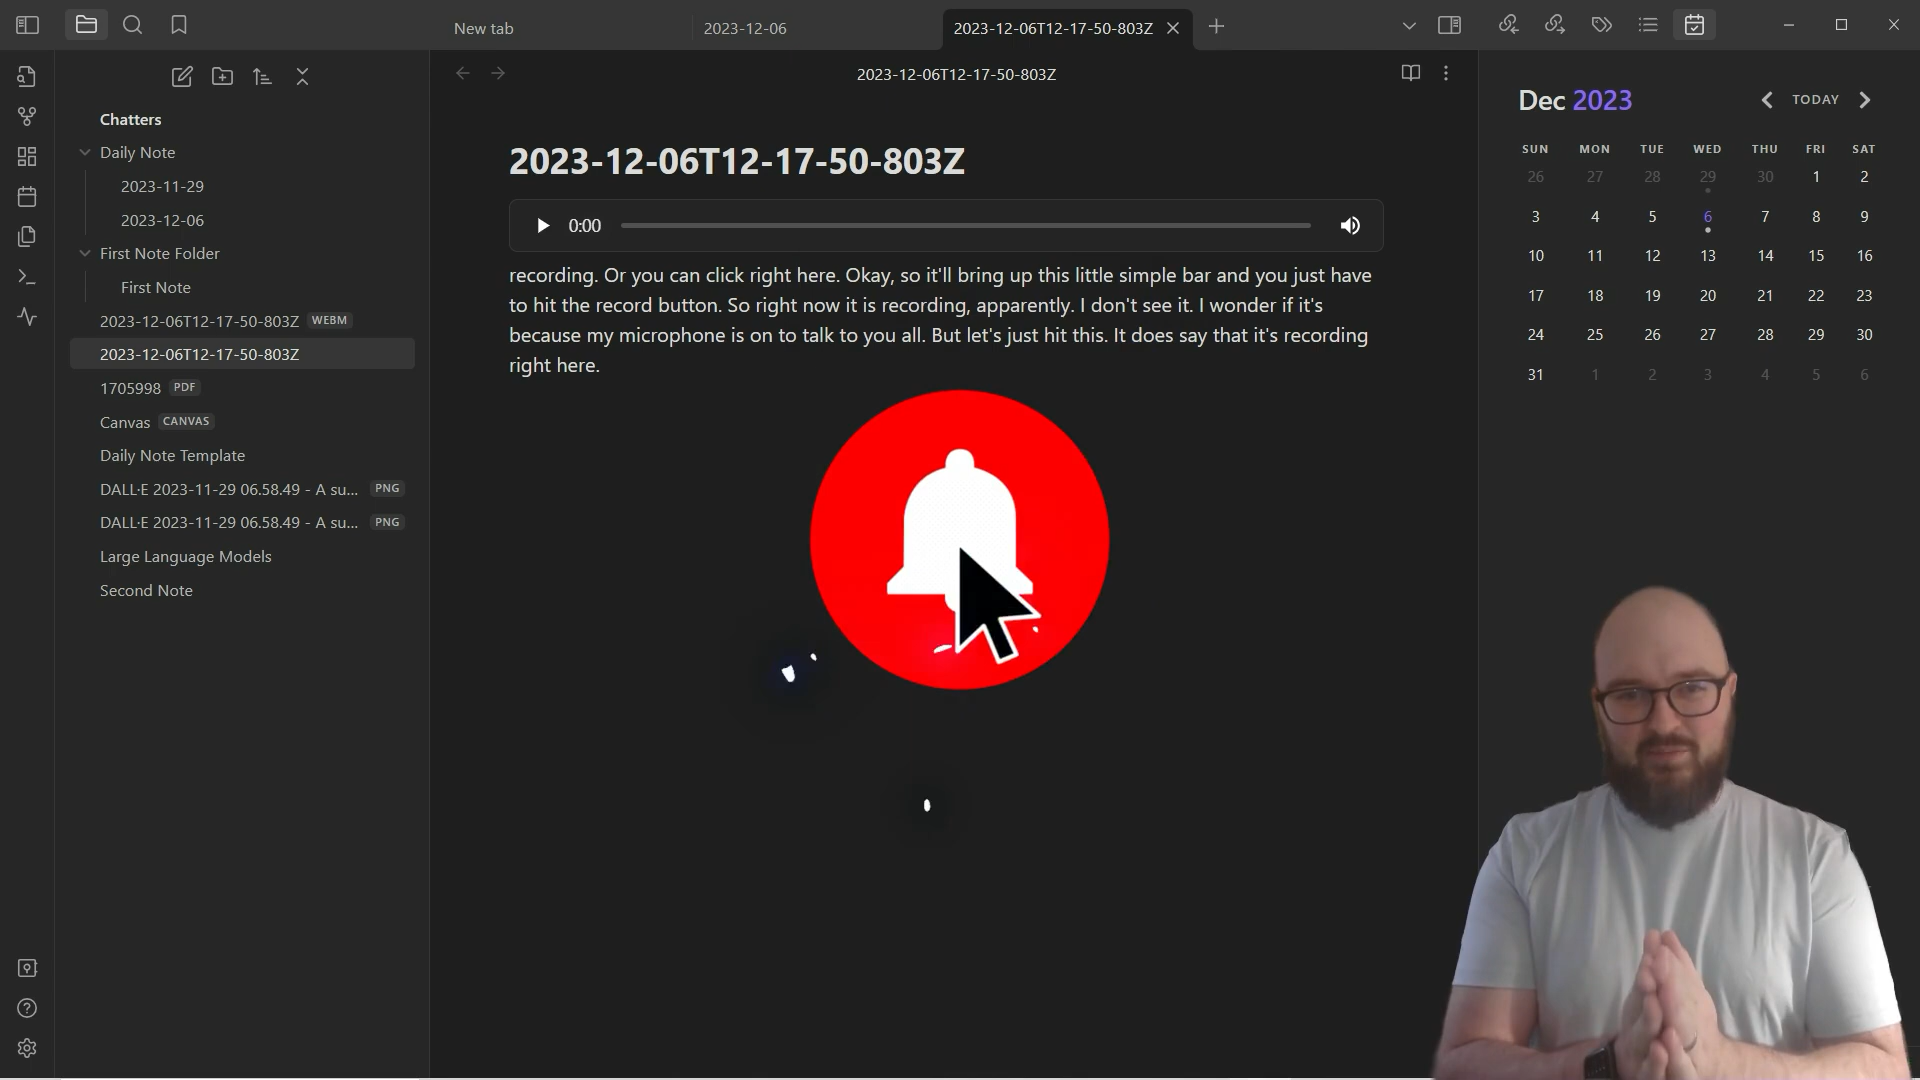 New tab
2023-12-06
2023-12-06T12-17-50-803Z
2023-12-06T12-17-50-803Z
Chatters
Daily Note
2023-11-29
2023-12-06
First Note Folder
First Note
2023-12-06T12-17-50-803Z WEBM
2023-12-06T12-17-50-803Z
1705998 PDF
Canvas CANVAS
Daily Note Template
DALL·E 2023-11-29 06.58.49 - A su... PNG
DALL·E 2023-11-29 06.58.49 - A su... PNG
Large Language Models
Second Note
2023-12-06T12-17-50-803Z
0:00
recording. Or you can click right here. Okay, so it'll bring up this little simple bar and you just have
to hit the record button. So right now it is recording, apparently. I don't see it. I wonder if it's
because my microphone is on to talk to you all. But let's just hit this. It does say that it's recording
right here.
Dec 2023
TODAY
SUN MON TUE WED THU FRI SAT
26 27 28 29 30 1 2
3 4 5 6 7 8 9
10 11 12 13 14 15 16
17 18 19 20 21 22 23
24 25 26 27 28 29 30
31 1 2 3 4 5 6